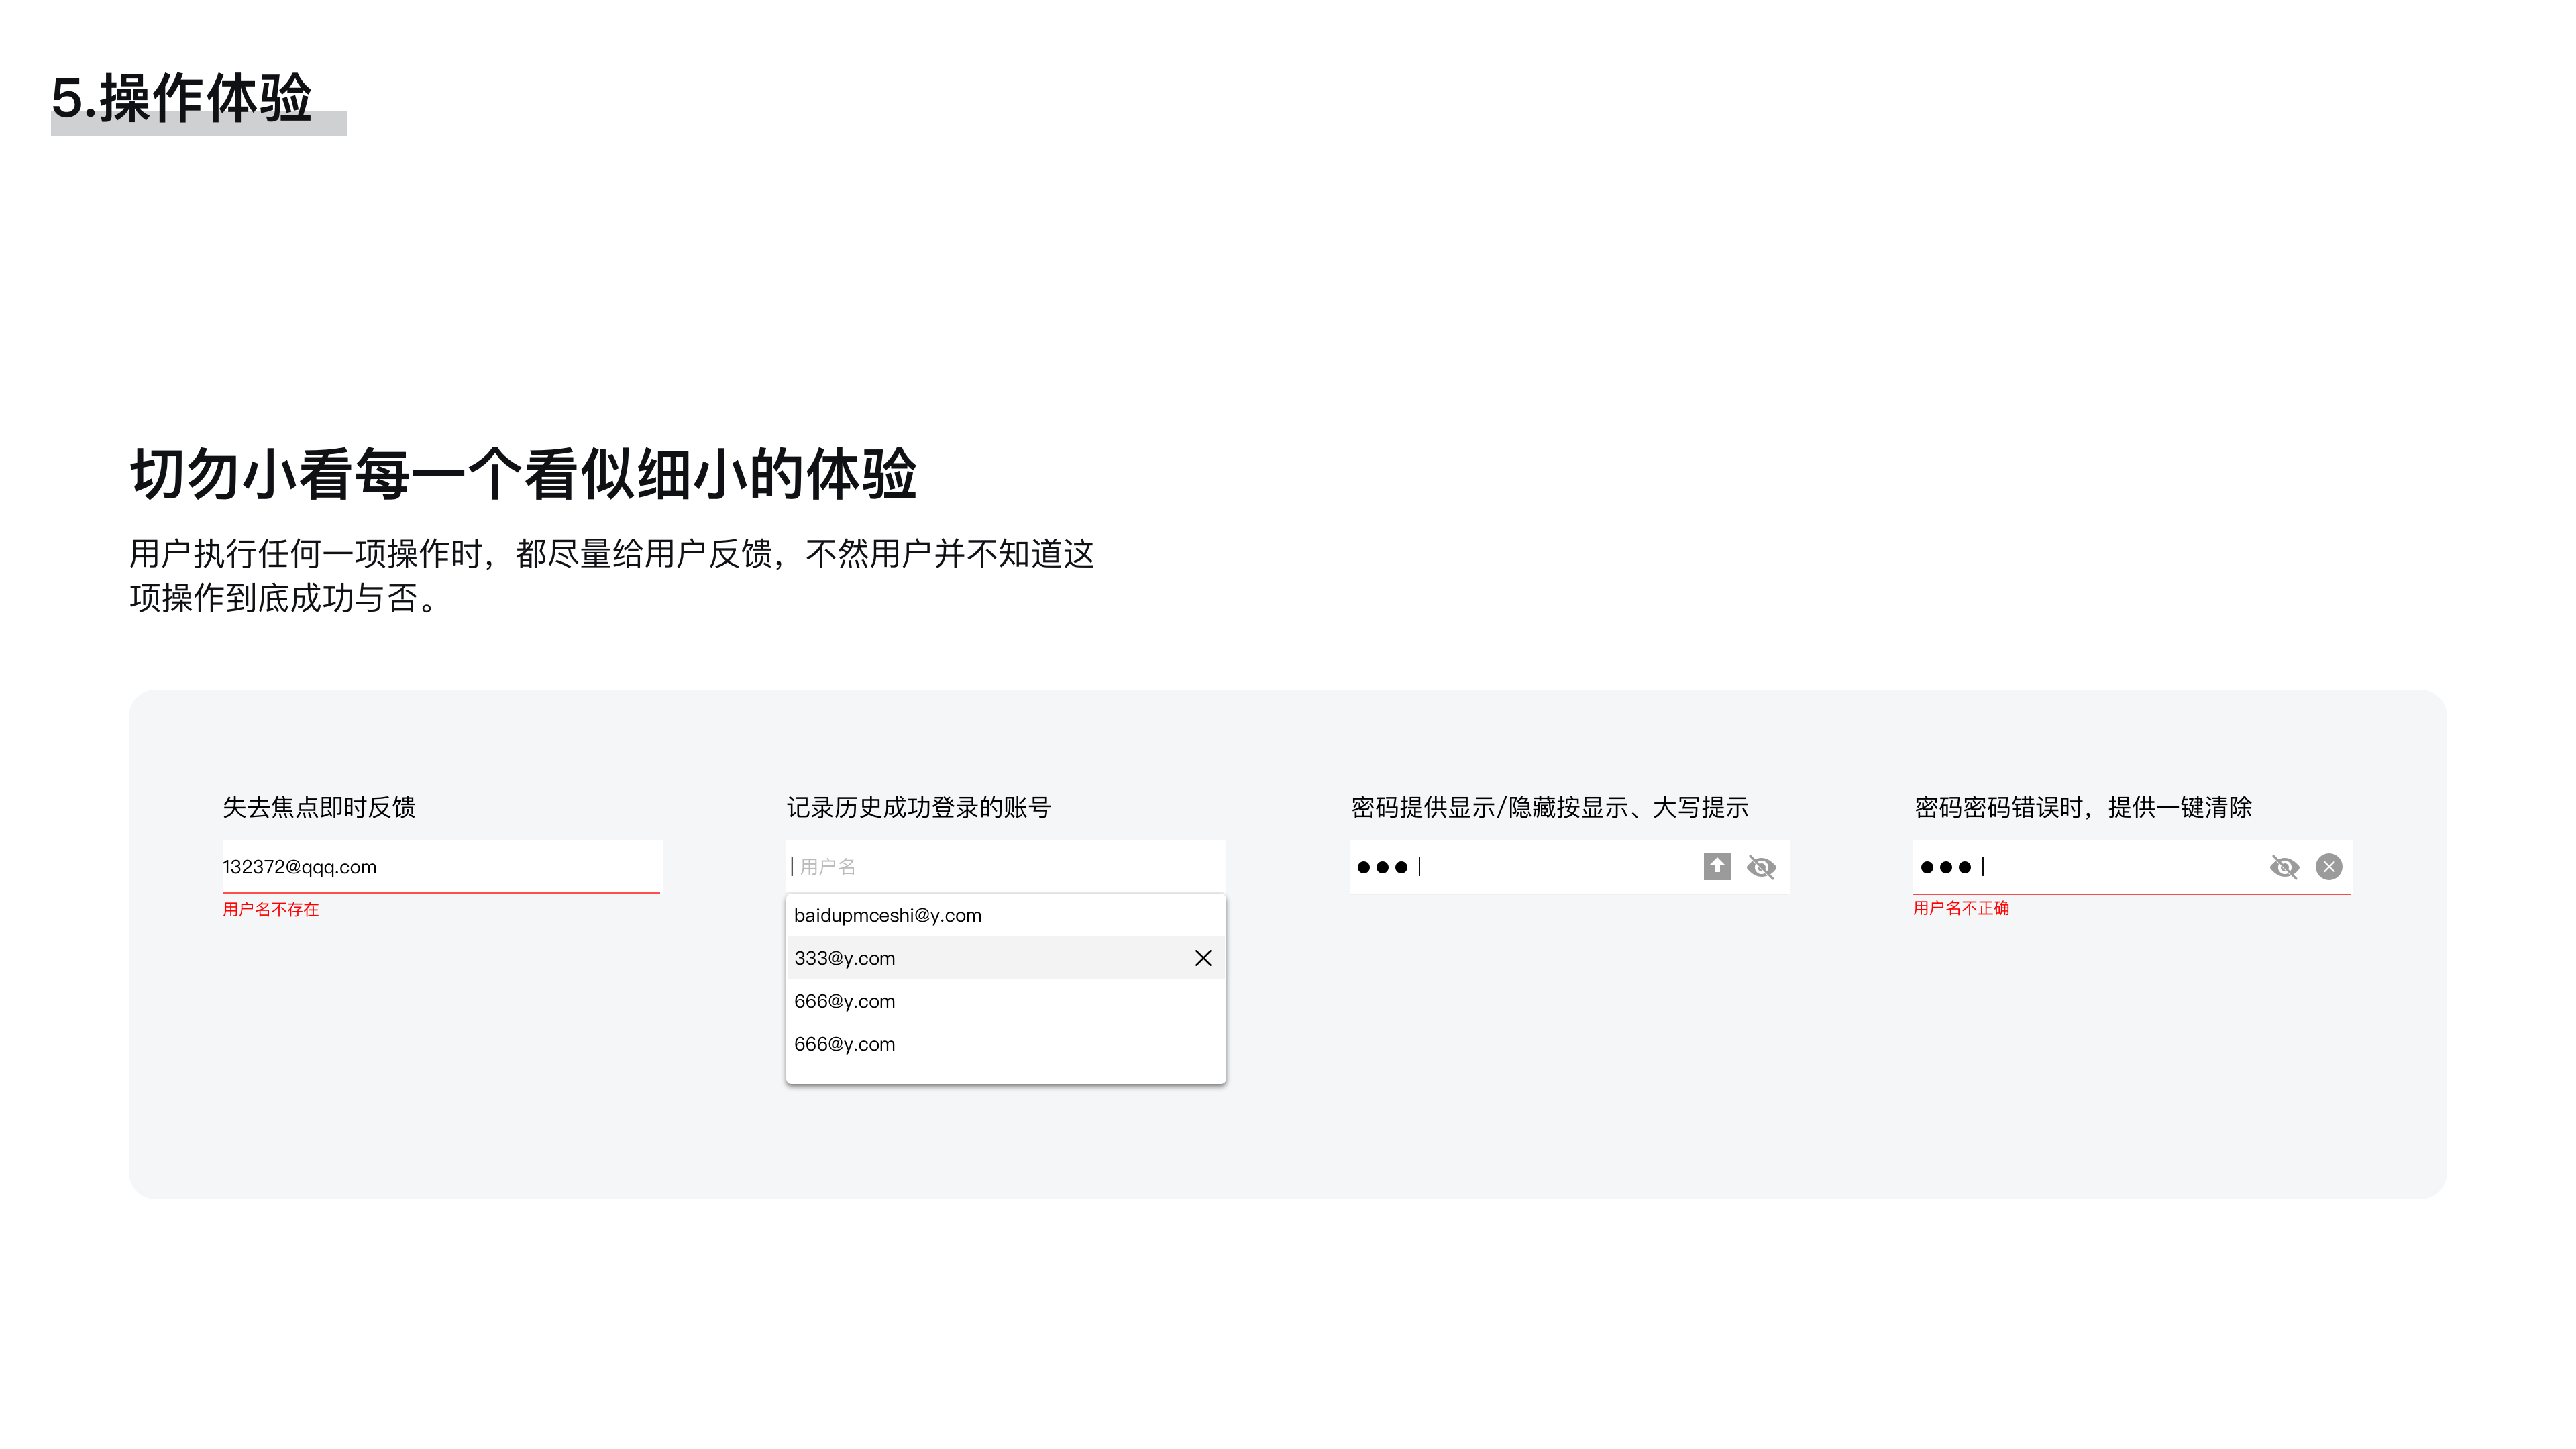 5.操作体验
切勿小看每一个看似细小的体验
用户执行任何一项操作时，都尽量给用户反馈，不然用户并不知道这
项操作到底成功与否。
失去焦点即时反馈
132372@qqq.com
用户名不存在
记录历史成功登录的账号
用户名
baidupmceshi@y.com
333@y.com
666@y.com
666@y.com
密码提供显示/隐藏按显示、大写提示
密码密码错误时，提供一键清除
用户名不正确